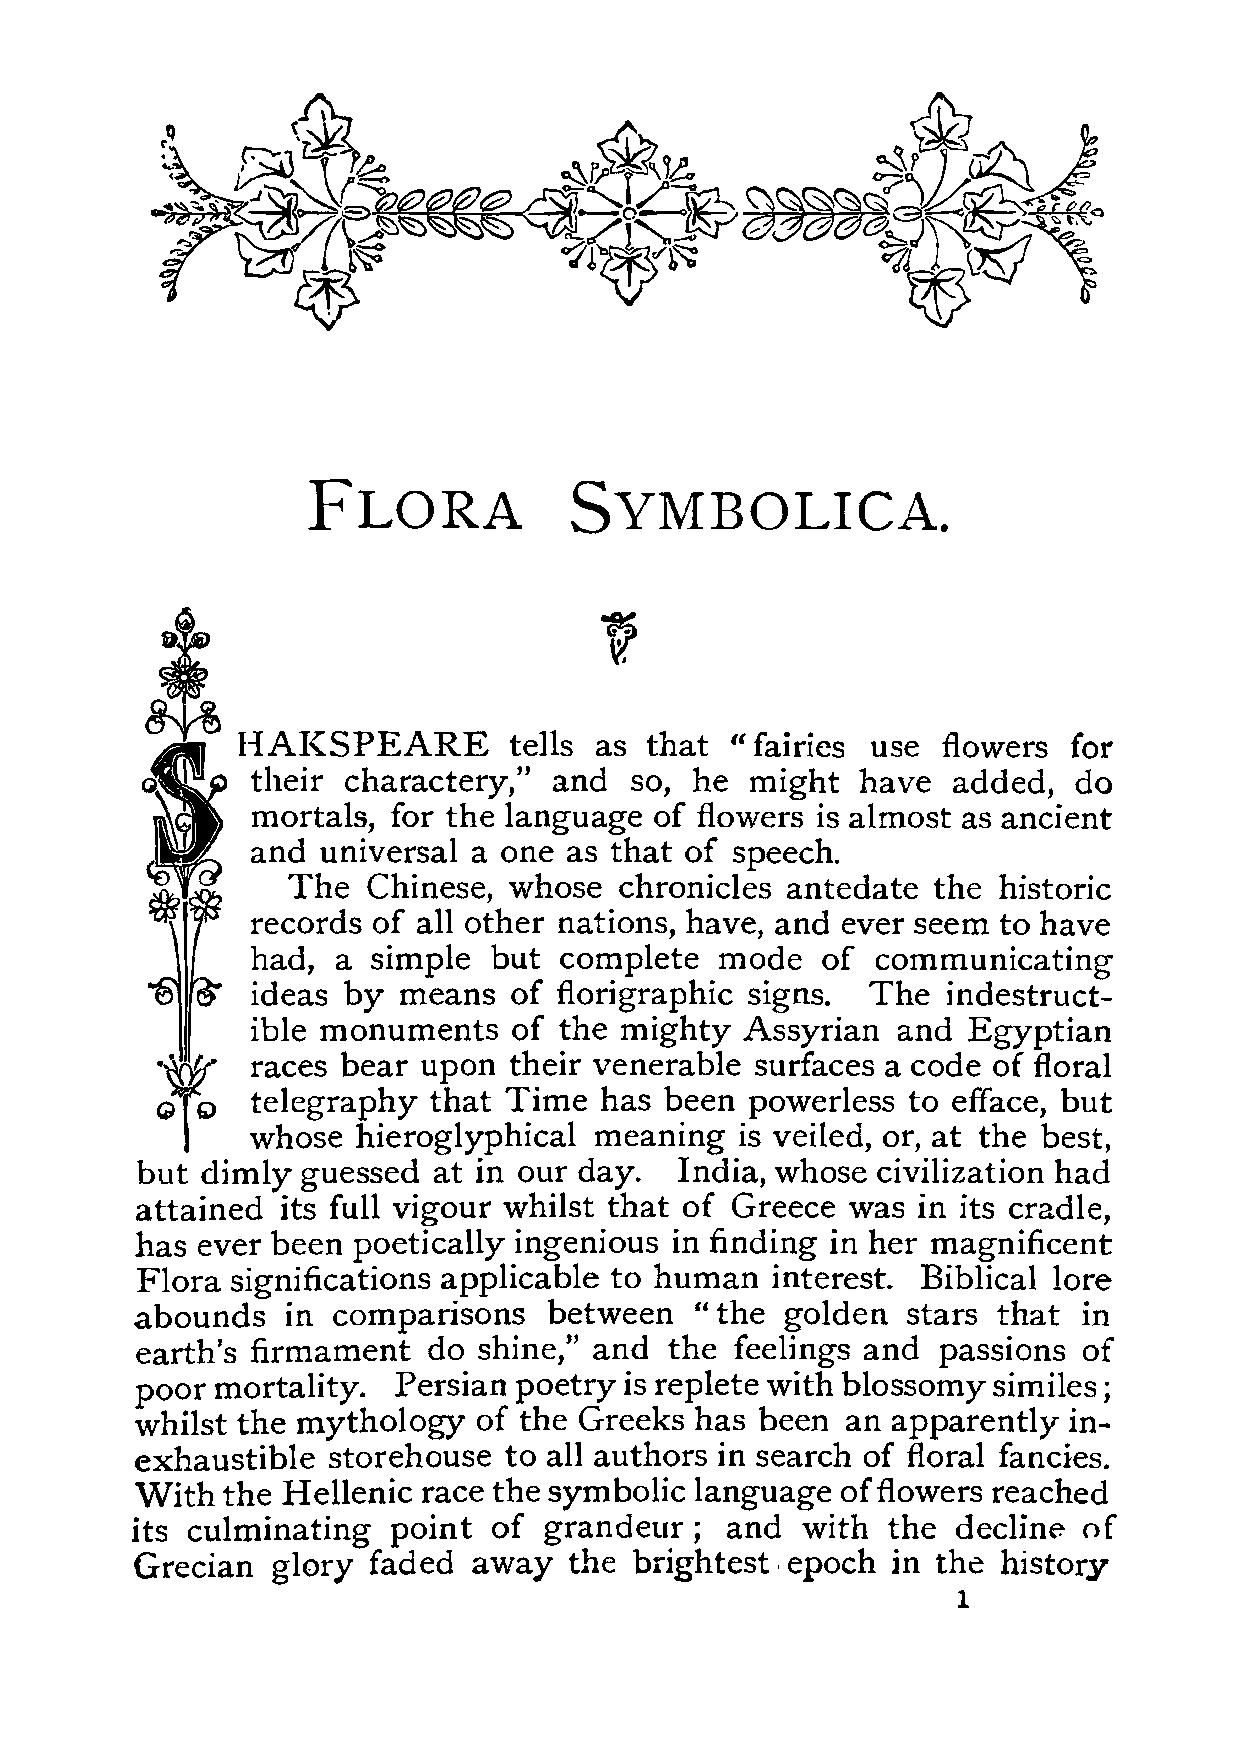 FLORA SYMBOLICA.
SHAKSPEARE tells as that “fairies use flowers for
their charactery,” and so, he might have added, do
mortals, for the language of flowers is almost as ancient
and universal a one as that of speech.
The Chinese, whose chronicles antedate the historic
records of all other nations, have, and ever seem to have
had, a simple but complete mode of communicating
ideas by means of florigraphic signs. The indestruct-
ible monuments of the mighty Assyrian and Egyptian
races bear upon their venerable surfaces a code of floral
telegraphy that Time has been powerless to efface, but
whose hieroglyphical meaning is veiled, or, at the best,
but dimly guessed at in our day. India, whose civilization had
attained its full vigour whilst that of Greece was in its cradle,
has ever been poetically ingenious in finding in her magnificent
Flora significations applicable to human interest. Biblical lore
abounds in comparisons between “the golden stars that in
earth's firmament do shine,” and the feelings and passions of
poor mortality. Persian poetry is replete with blossomy similes;
whilst the mythology of the Greeks has been an apparently in-
exhaustible storehouse to all authors in search of floral fancies.
With the Hellenic race the symbolic language of flowers reached
its culminating point of grandeur; and with the decline of
Grecian glory faded away the brightest epoch in the history
1